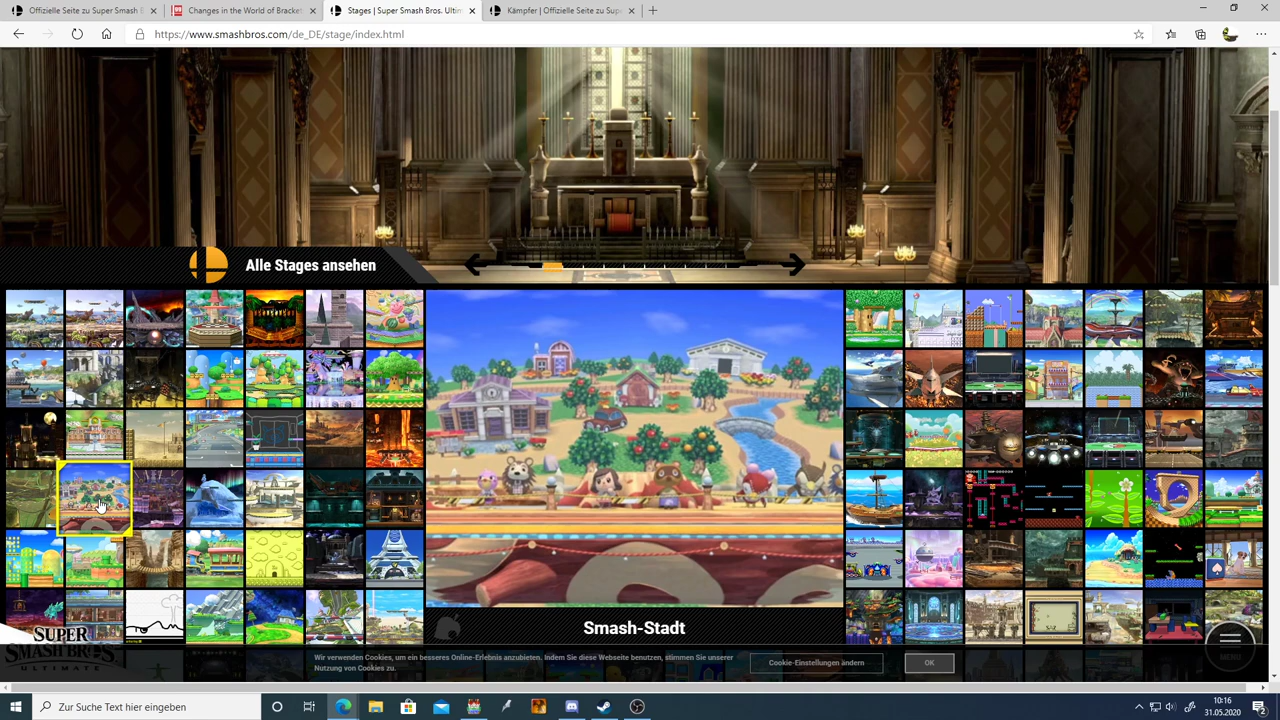 Offizielle Seite zu Super Smash B
Changes in the World of Bracket
Stages | Super Smash Bros. Ultim
Kämpfer | Offizielle Seite zu Supe
https://www.smashbros.com/de_DE/stage/index.html
Alle Stages ansehen
Smash-Stadt
SUPER
SMASH BROS.
ULTIMATE
Wir verwenden Cookies, um ein besseres Online-Erlebnis anzubieten. Indem Sie diese Webseite benutzen, stimmen Sie unserer
Nutzung von Cookies zu.
Cookie-Einstellungen ändern
OK
MENU
Zur Suche Text hier eingeben
10:16
31.05.2020
2